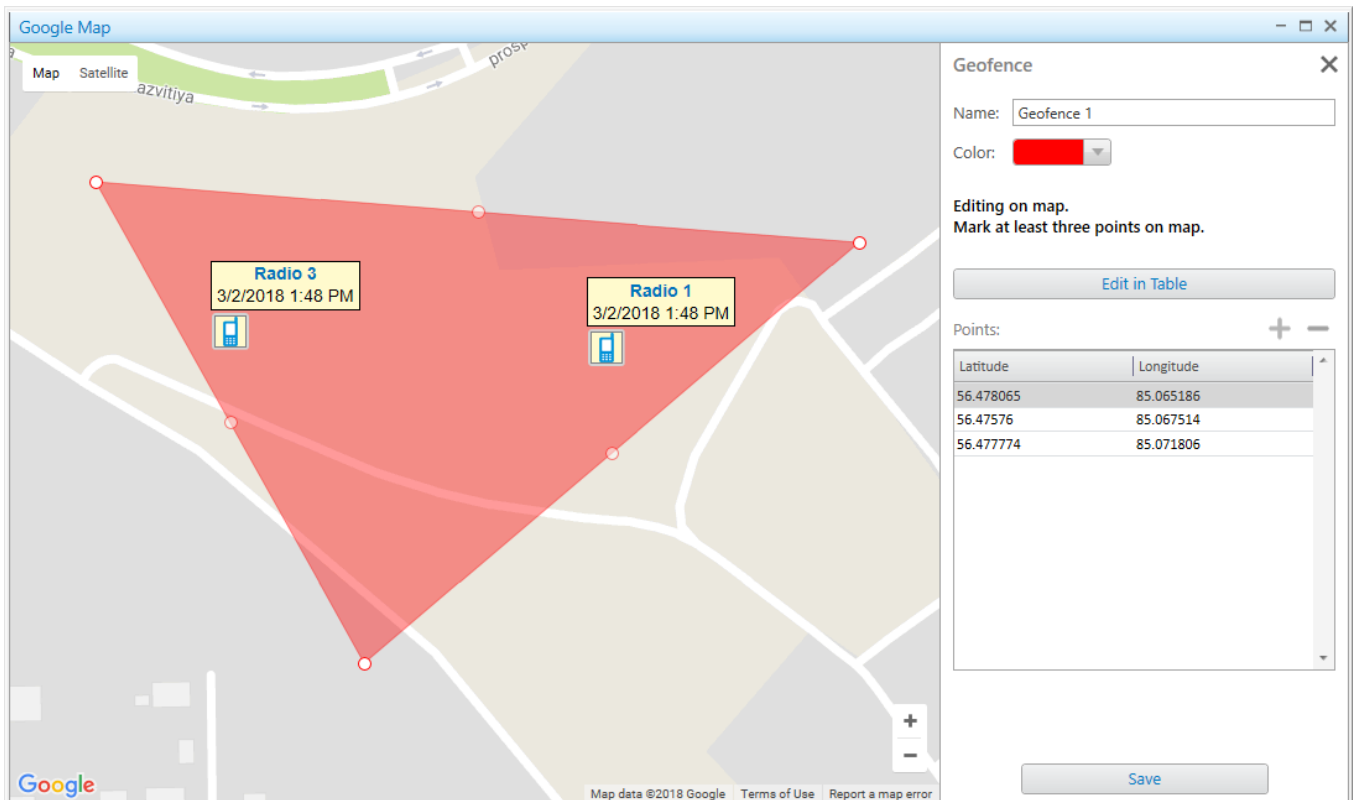 Google Map
Map Satellite
azvitiya
Radio 3
3/2/2018 1:48 PM
Radio 1
3/2/2018 1:48 PM
Google
Map data ©2018 Google Terms of Use Report a map error
Geofence
Name: Geofence 1
Color:
Editing on map.
Mark at least three points on map.
Edit in Table
Points:
Latitude Longitude
56.478065 85.065186
56.47576 85.067514
56.477774 85.071806
Save